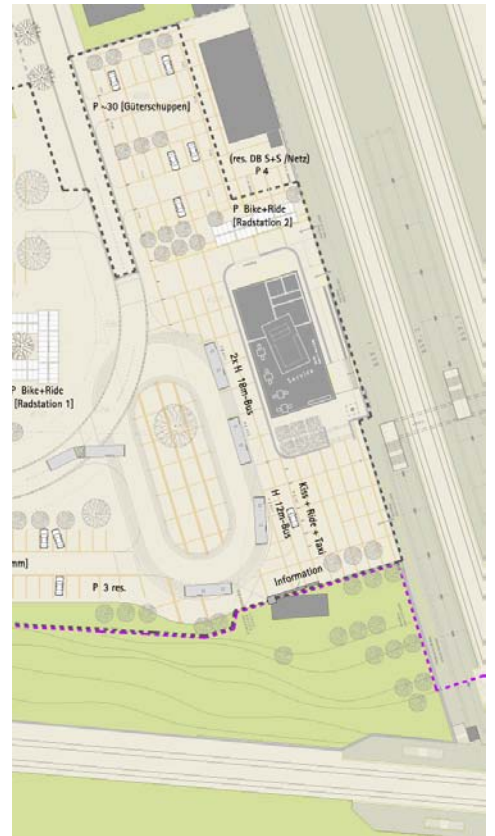 P ~30 [Güterschuppen]
(res. DB S+S /Netz)
P 4
P Bike+Ride
[Radstation 2]
Service
2x H 18m-Bus
P Bike+Ride
[Radstation 1]
Kiss + Ride + Taxi
H 12m-Bus
Information
mm]
P 3 res.